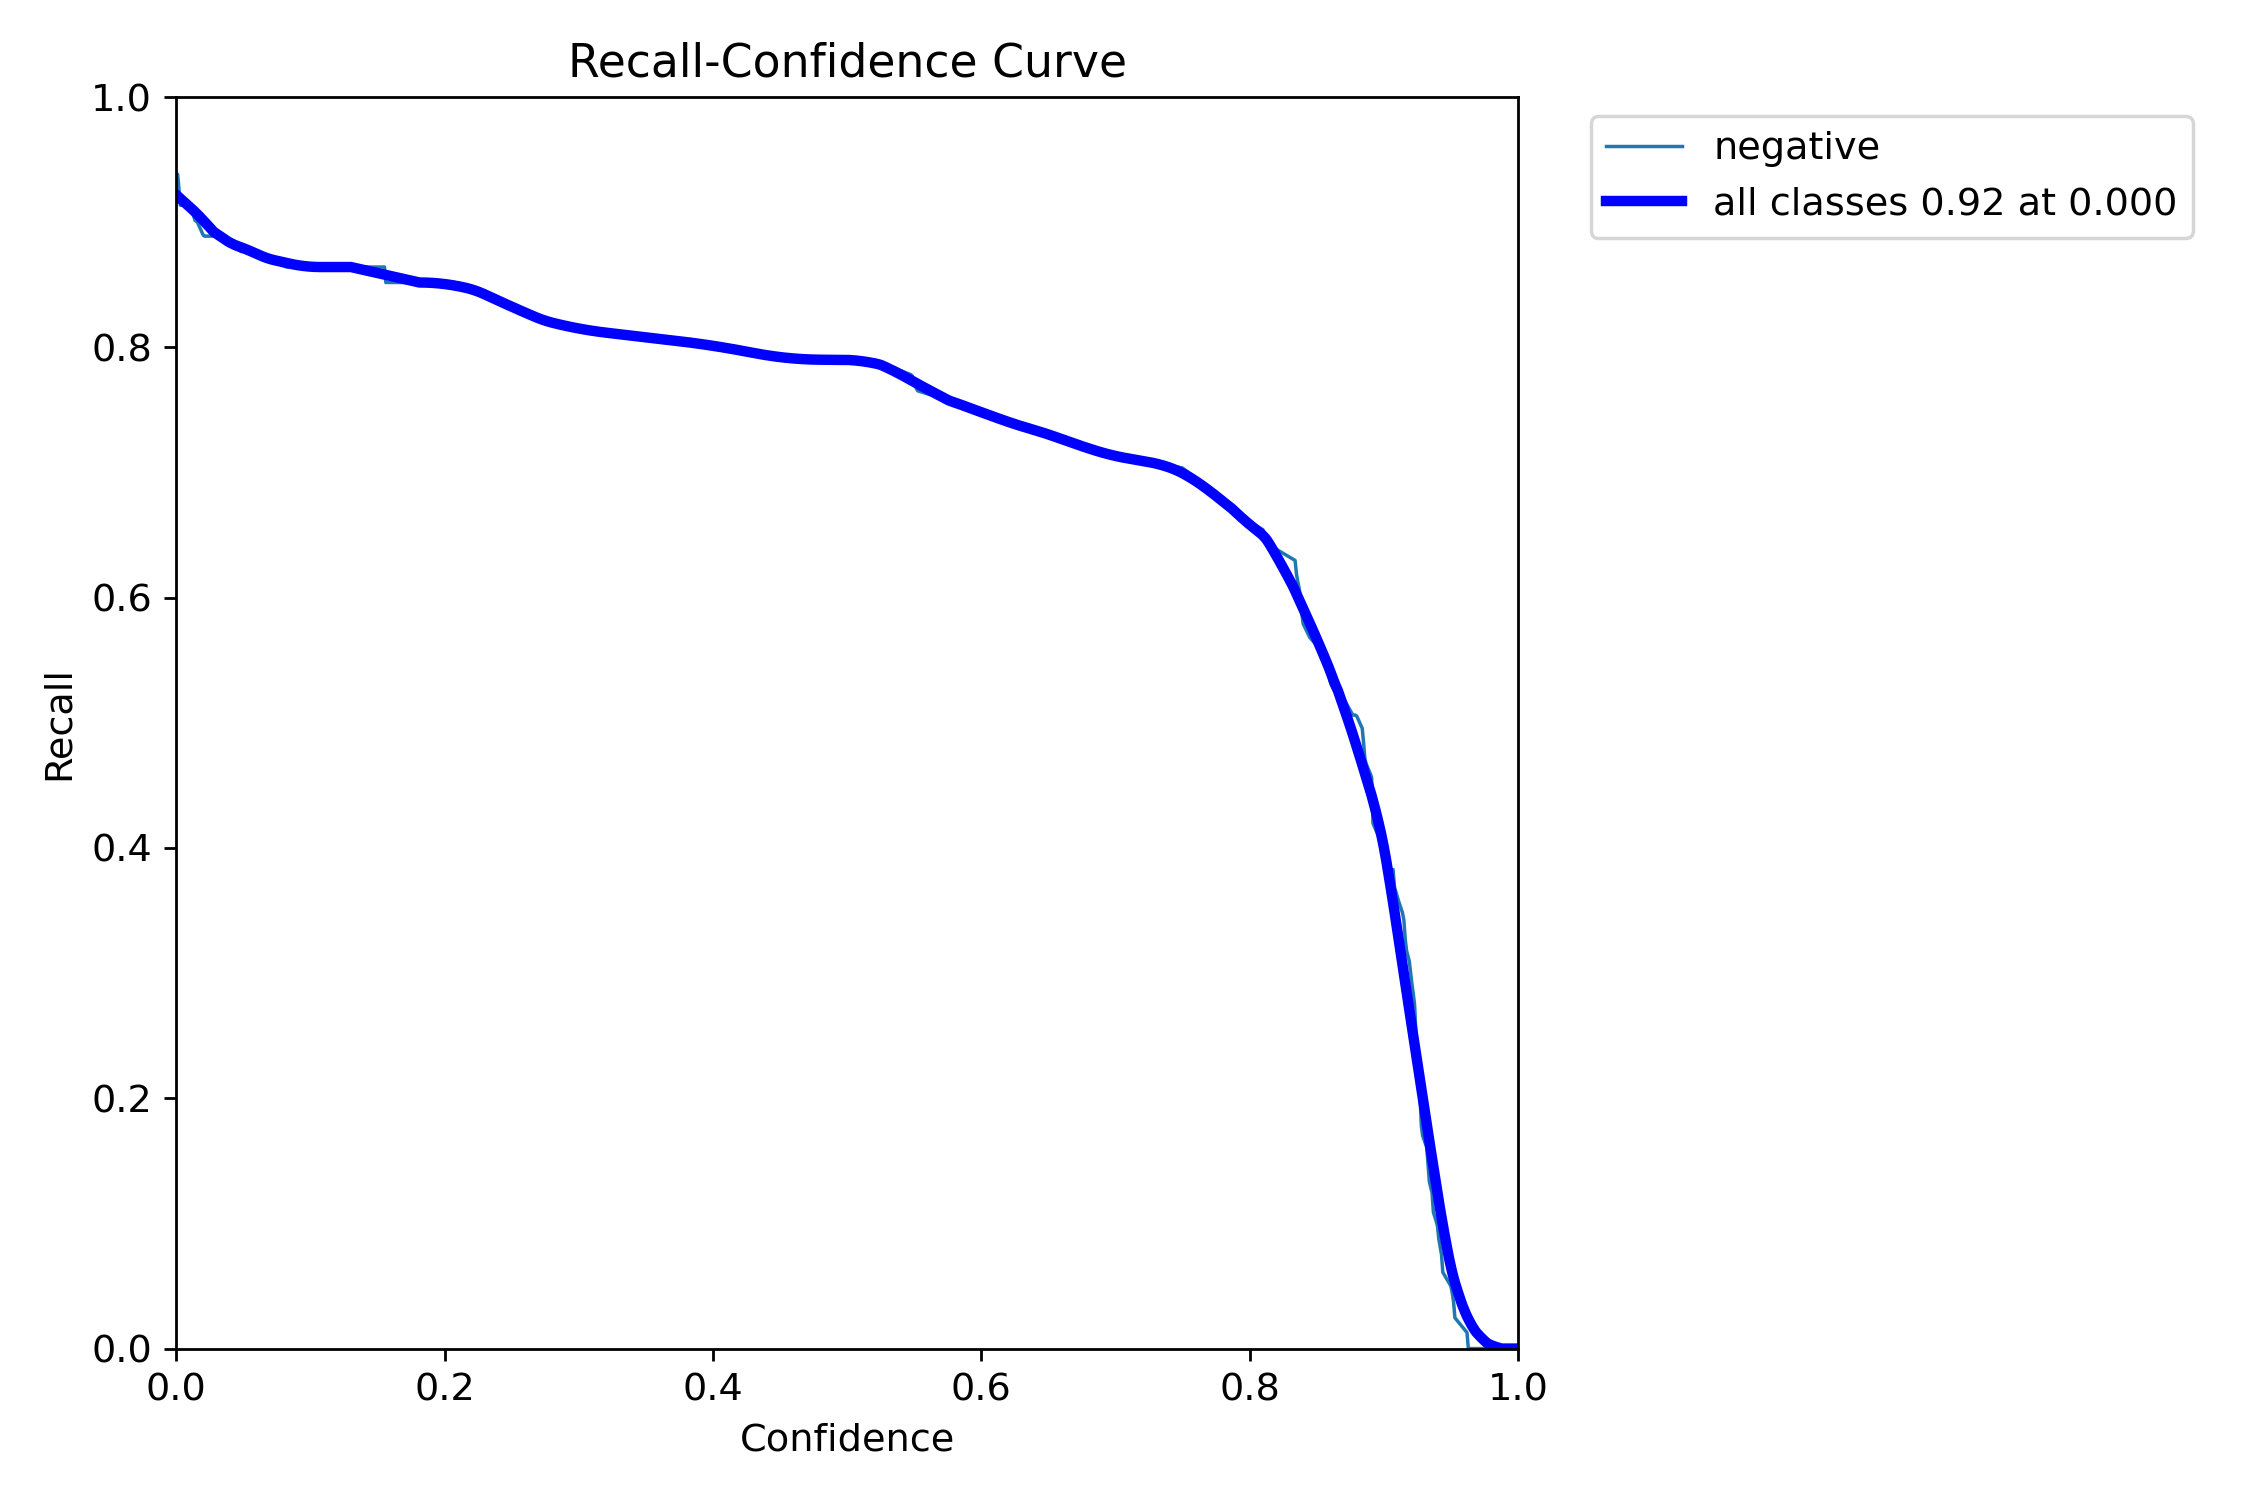 Recall-Confidence Curve
1.0
0.8
0.6
0.4
0.2
0.0
Recall
0.0 0.2 0.4 0.6 0.8 1.0
Confidence
negative
all classes 0.92 at 0.000